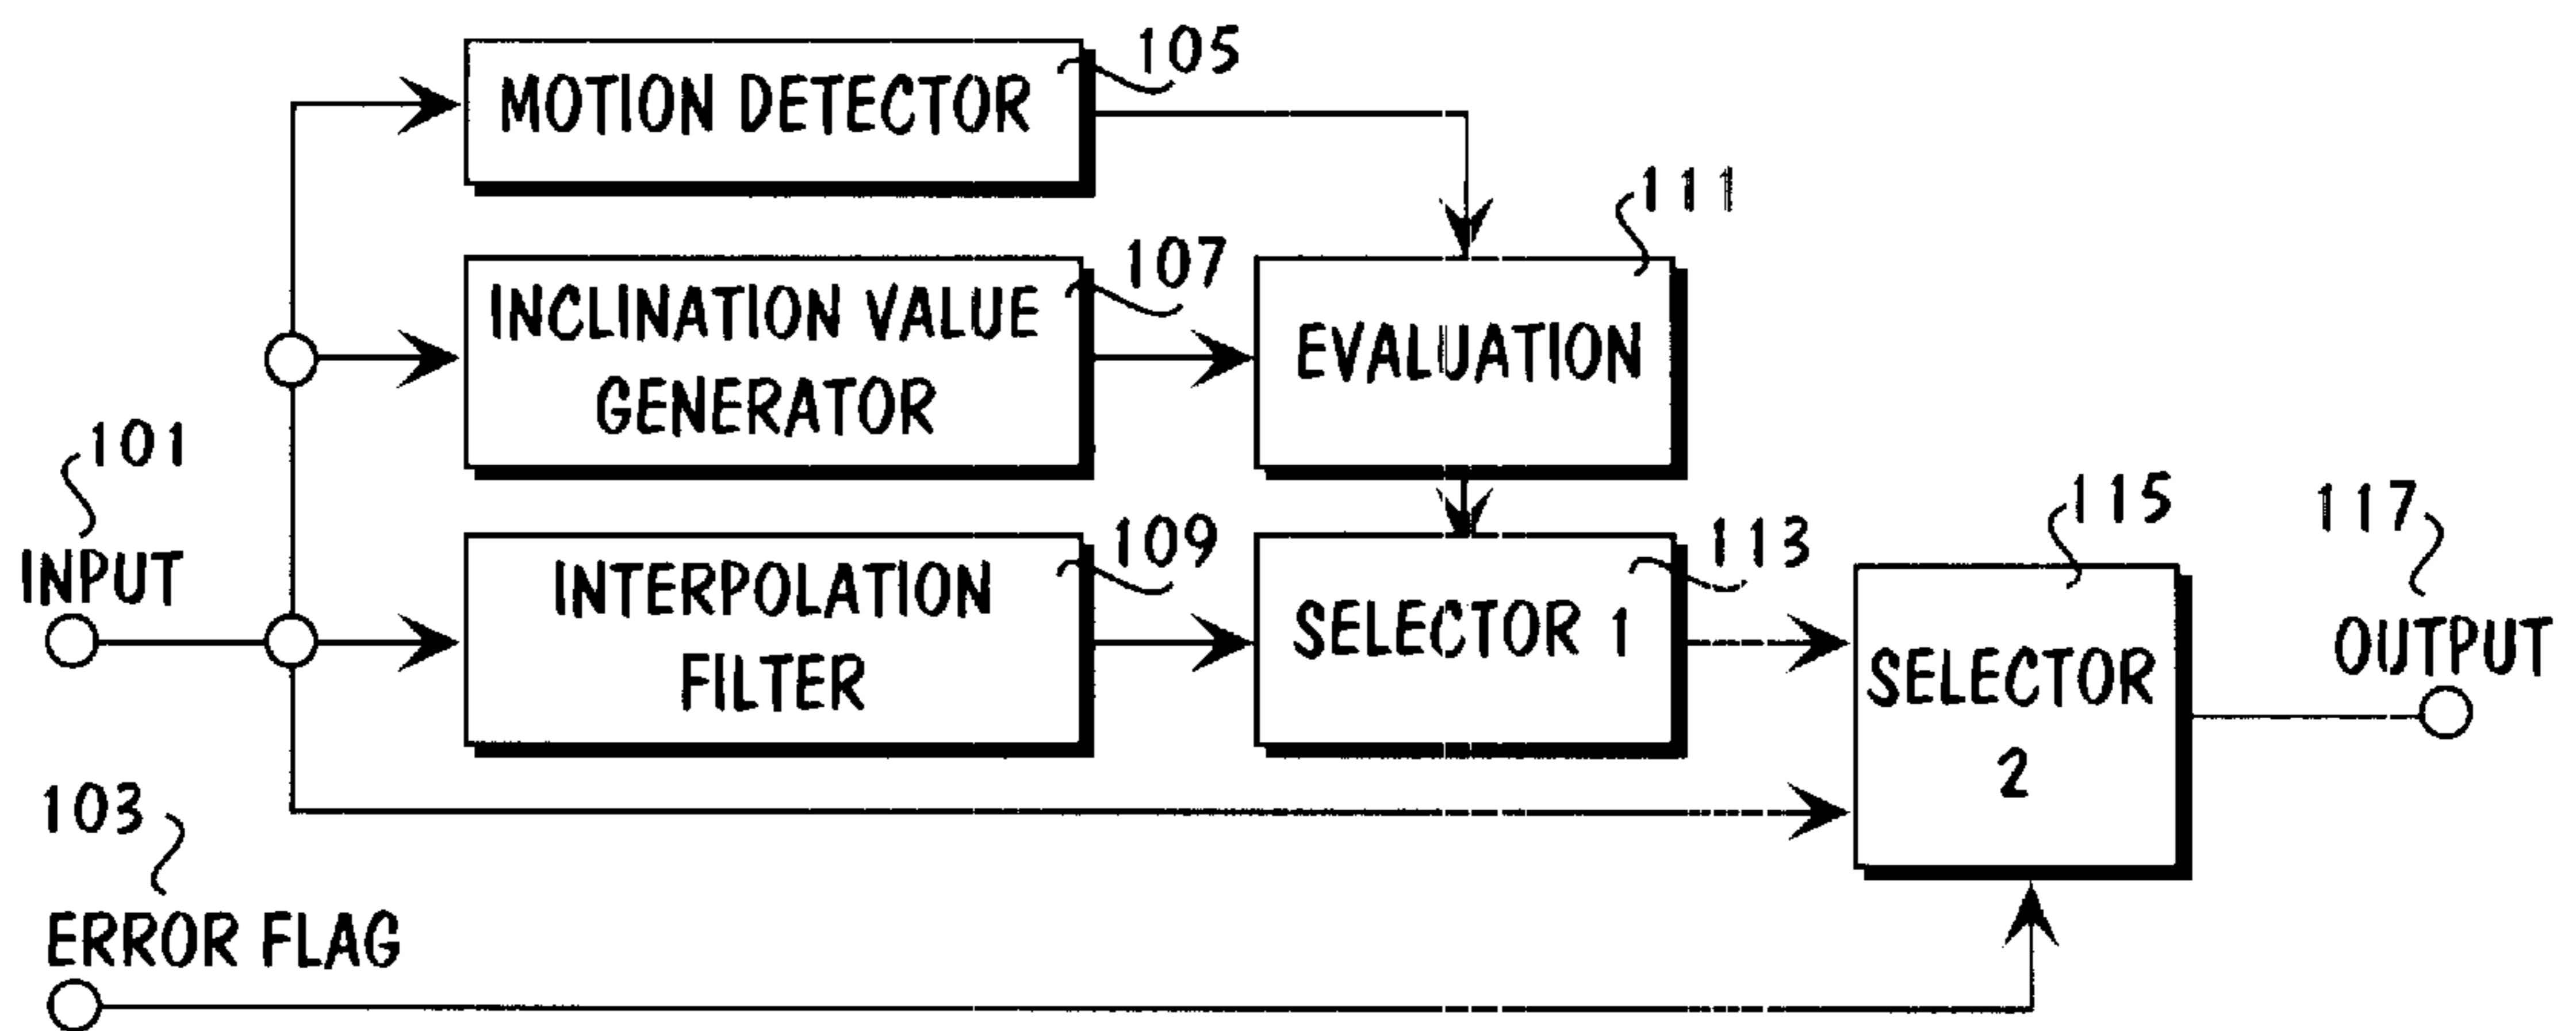 105
MOTION DETECTOR
111
107
INCLINATION VALUE
GENERATOR
EVALUATION
101
INPUT
109
INTERPOLATION
FILTER
113
SELECTOR 1
115
SELECTOR
2
117
OUTPUT
103
ERROR FLAG